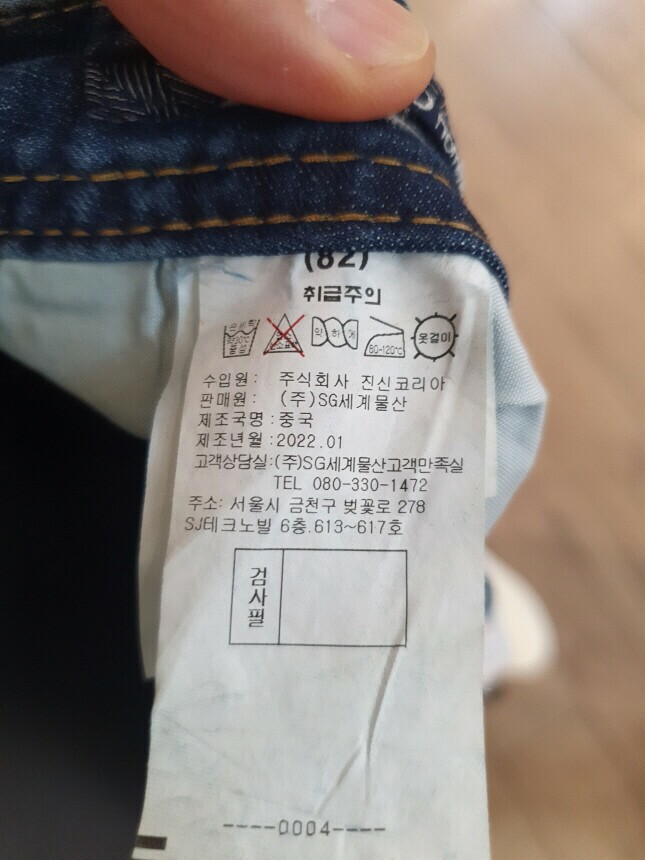 (82)
취급주의
약하게
80-120℃
옷걸이
수입원: 주식회사 진신코리아
판매원: (주)SG세계물산
제조국명:중국
제조년월:2022.01
고객상담실:(주)SG세계물산고객만족실
TEL 080-330-1472
주소: 서울시 금천구 벚꽃로 278
SJ테크노빌 6층.613~617호
검사필
----0004----